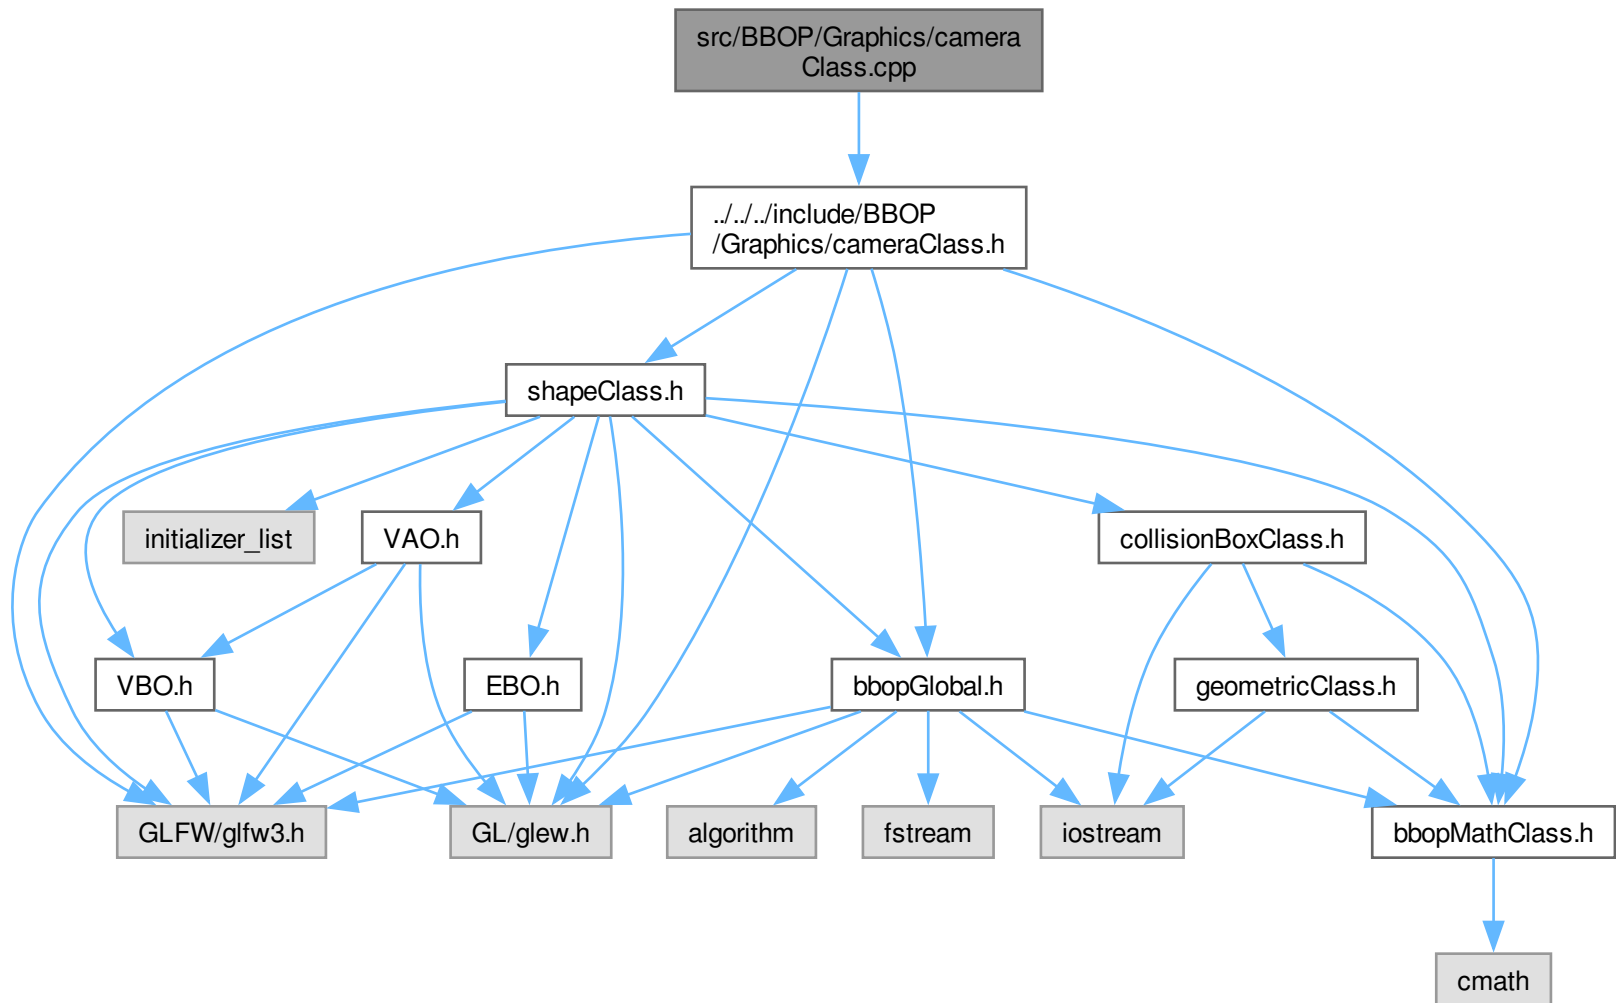 src/BBOP/Graphics/camera
Class.cpp
../../../include/BBOP
/Graphics/cameraClass.h
shapeClass.h
initializer_list
VAO.h
collisionBoxClass.h
VBO.h
EBO.h
bbopGlobal.h
geometricClass.h
GLFW/glfw3.h
GL/glew.h
algorithm
fstream
iostream
bbopMathClass.h
cmath